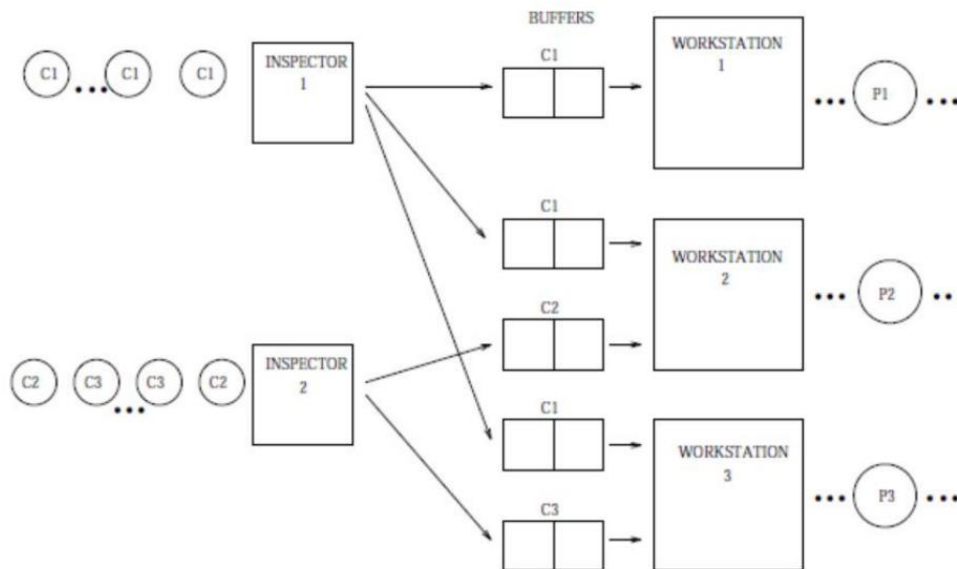 BUFFERS
C1 C1 C1
INSPECTOR
1
C1
WORKSTATION
1
P1
C1
WORKSTATION
2
P2
C2
C2 C3 C3 C2
INSPECTOR
2
C1
WORKSTATION
3
P3
C3